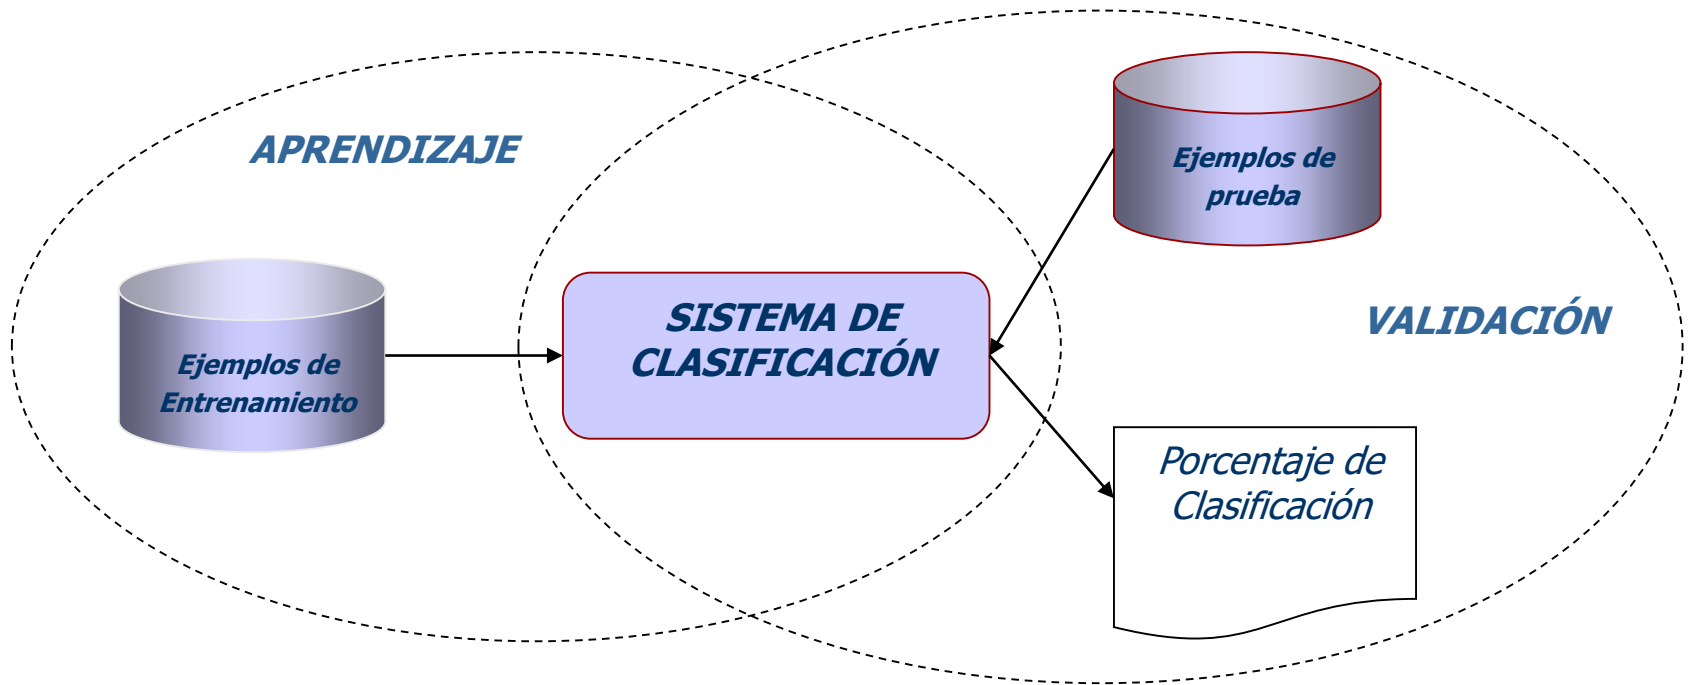 APRENDIZAJE
Ejemplos de
Entrenamiento
SISTEMA DE
CLASIFICACIÓN
Ejemplos de
prueba
VALIDACIÓN
Porcentaje de
Clasificación